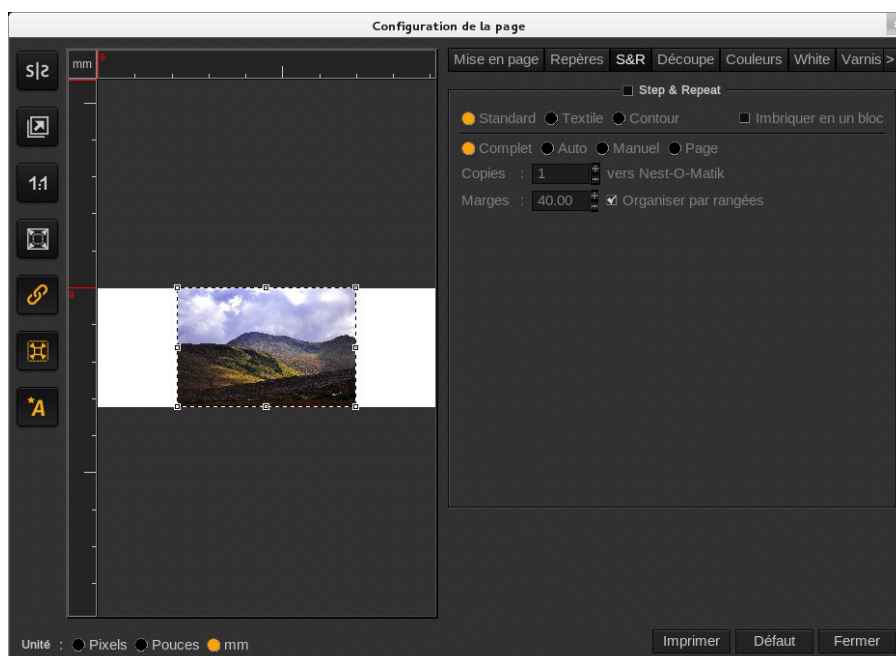 Configuration de la page
S|S
mm
0
Mise en page Repères S&R Découpe Couleurs White Varnis >
Step & Repeat
Standard Textile Contour Imbriquer en un bloc
Complet Auto Manuel Page
Copies : 1 vers Nest-O-Matik
Marges : 40.00 Organiser par rangées
1:1
0
*A
Unité : Pixels Pouces mm
Imprimer Défaut Fermer